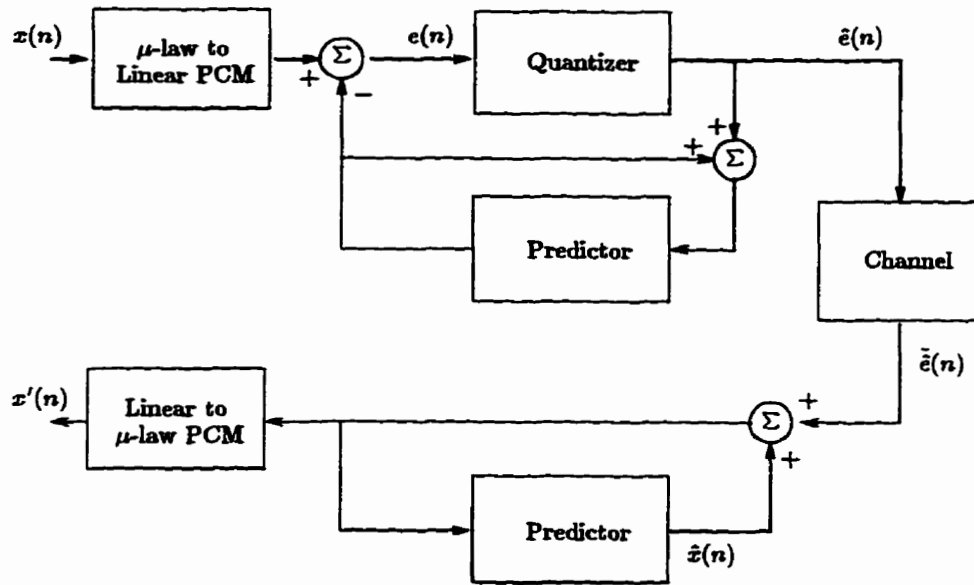 x(n)
μ-law to
Linear PCM
+
Σ
−
e(n)
Quantizer
ê(n)
+
+
Σ
Predictor
Channel
ẽ̂(n)
x′(n)
Linear to
μ-law PCM
Σ
+
+
Predictor
x̂(n)